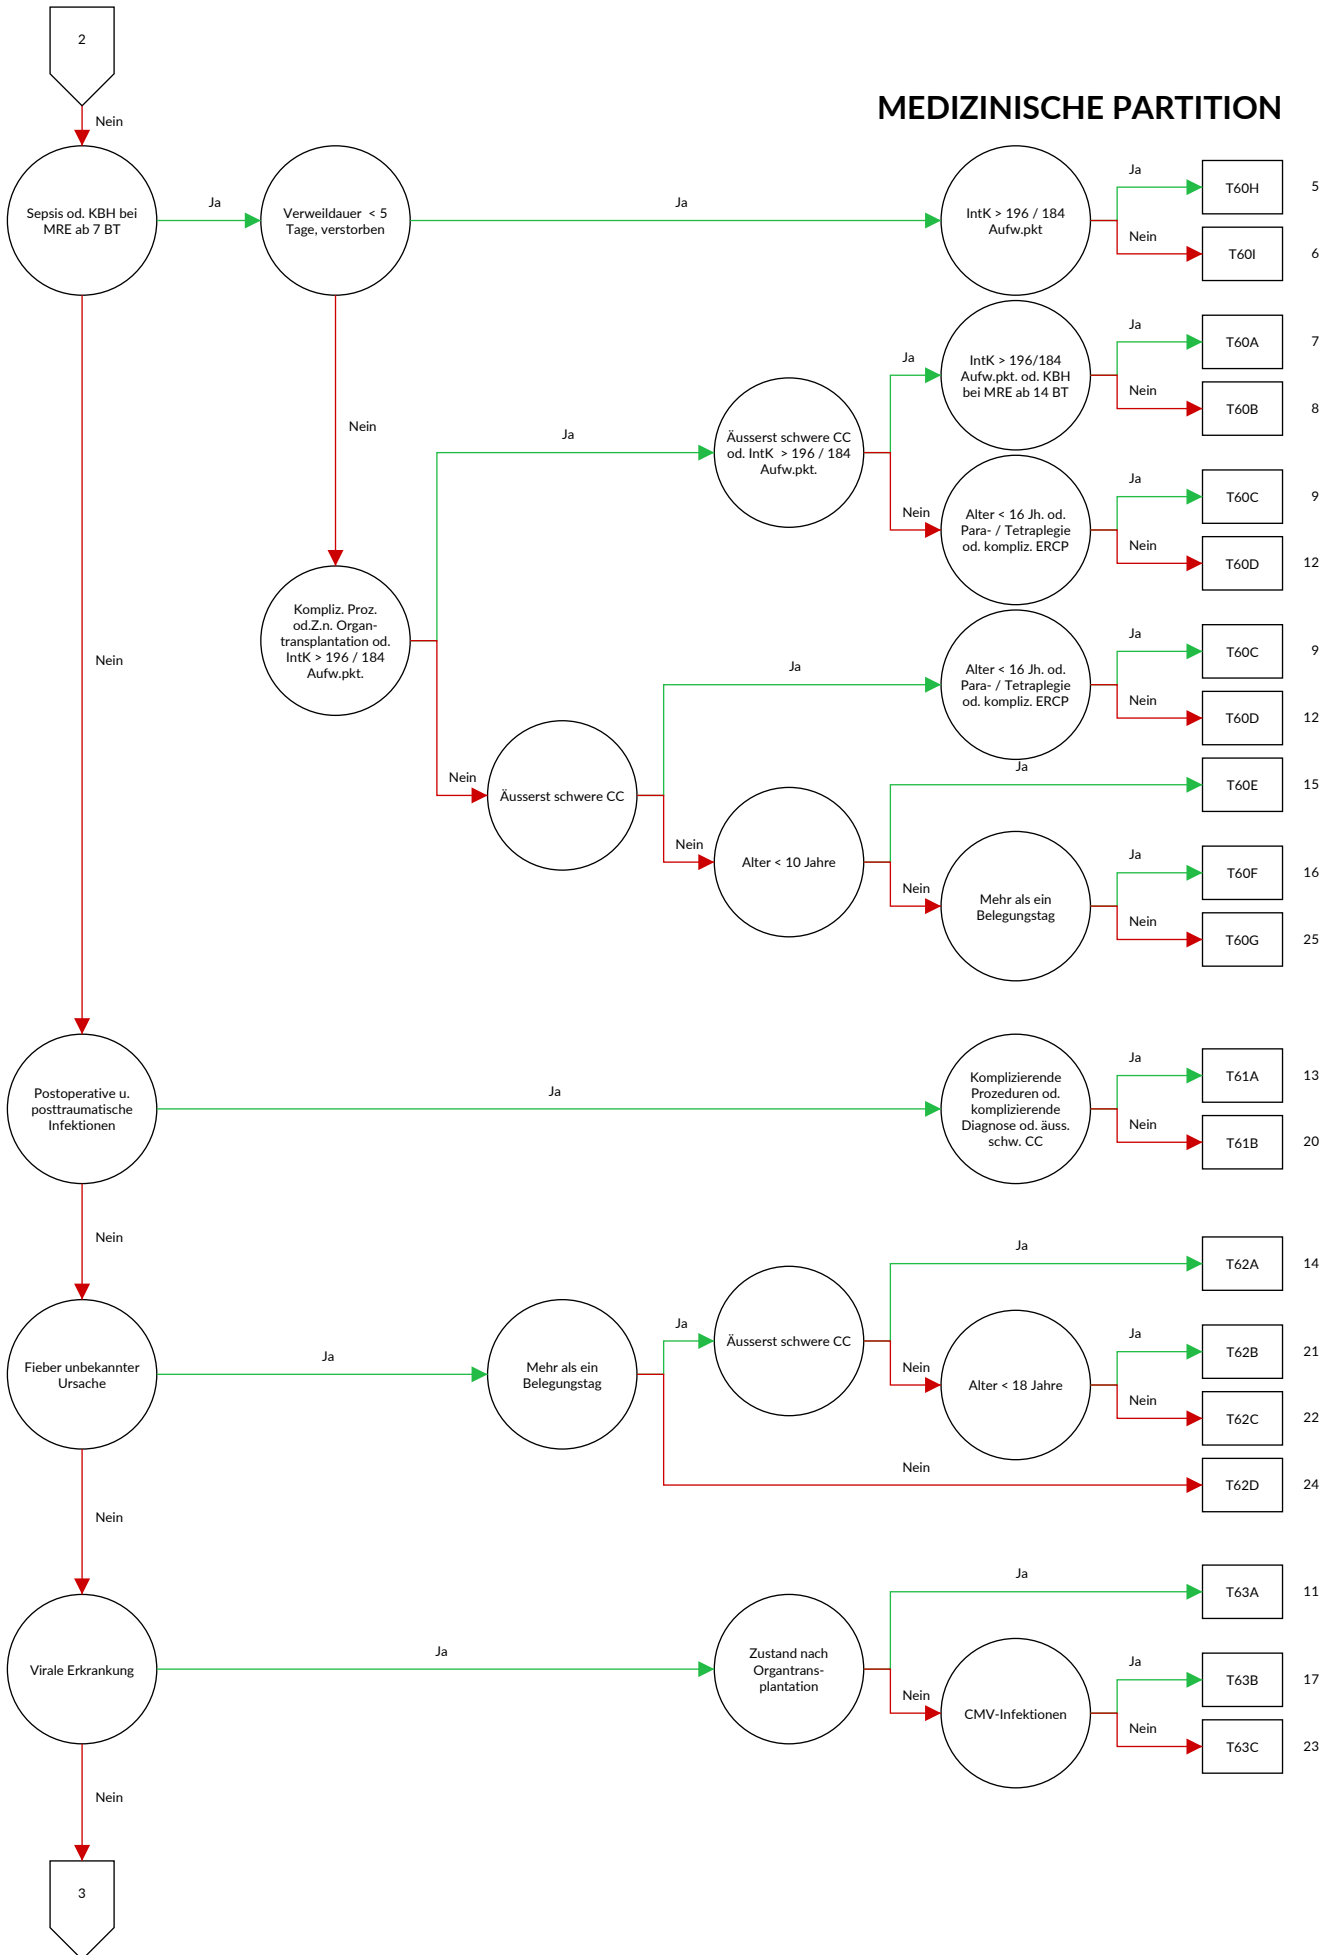 2
MEDIZINISCHE PARTITION
Nein
Sepsis od. KBH bei
MRE ab 7 BT
Ja
Verweildauer < 5
Tage, verstorben
Ja
IntK > 196 / 184
Aufw.pkt
Ja
T60H
5
Nein
T60I
6
Nein
Kompliz. Proz.
od.Z.n. Organ-
transplantation od.
IntK > 196 / 184
Aufw.pkt.
Ja
Äusserst schwere CC
od. IntK > 196 / 184
Aufw.pkt.
Ja
IntK > 196/184
Aufw.pkt. od. KBH
bei MRE ab 14 BT
Ja
T60A
7
Nein
T60B
8
Nein
Alter < 16 Jh. od.
Para- / Tetraplegie
od. kompliz. ERCP
Ja
T60C
9
Nein
T60D
12
Nein
Äusserst schwere CC
Ja
Alter < 16 Jh. od.
Para- / Tetraplegie
od. kompliz. ERCP
Ja
T60C
9
Nein
T60D
12
Nein
Alter < 10 Jahre
Ja
T60E
15
Nein
Mehr als ein
Belegungstag
Ja
T60F
16
Nein
T60G
25
Nein
Postoperative u.
posttraumatische
Infektionen
Ja
Komplizierende
Prozeduren od.
komplizierende
Diagnose od. äuss.
schw. CC
Ja
T61A
13
Nein
T61B
20
Nein
Fieber unbekannter
Ursache
Ja
Mehr als ein
Belegungstag
Ja
Äusserst schwere CC
Ja
T62A
14
Nein
Alter < 18 Jahre
Ja
T62B
21
Nein
T62C
22
Nein
T62D
24
Nein
Virale Erkrankung
Ja
Zustand nach
Organtrans-
plantation
Ja
T63A
11
Nein
CMV-Infektionen
Ja
T63B
17
Nein
T63C
23
Nein
3